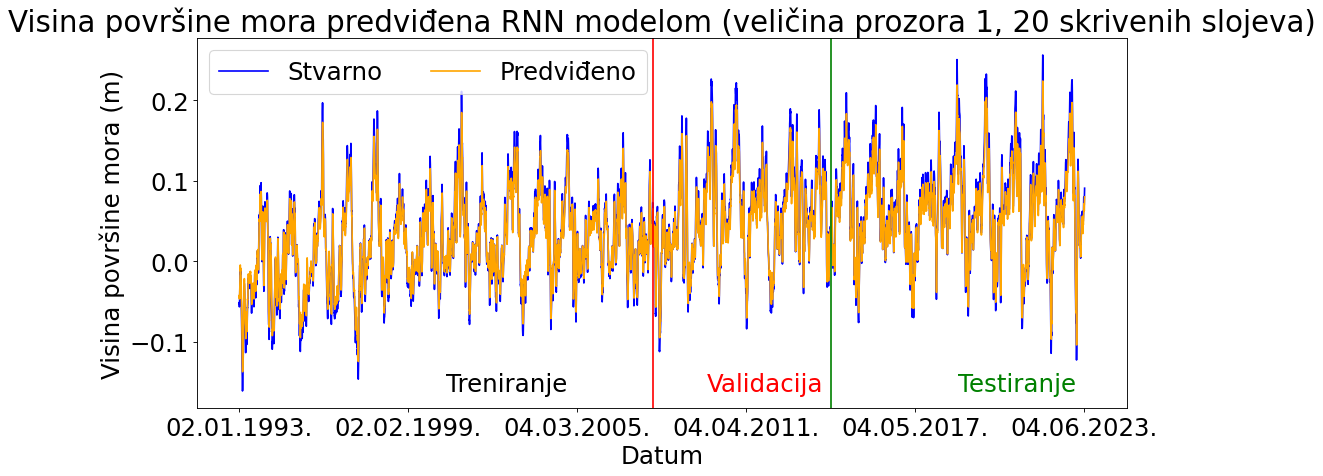 Visina površine mora predviđena RNN modelom (veličina prozora 1, 20 skrivenih slojeva)
Stvarno
Predviđeno
Visina površine mora (m)
0.2
0.1
0.0
−0.1
Treniranje
Validacija
Testiranje
02.01.1993.
02.02.1999.
04.03.2005.
04.04.2011.
04.05.2017.
04.06.2023.
Datum